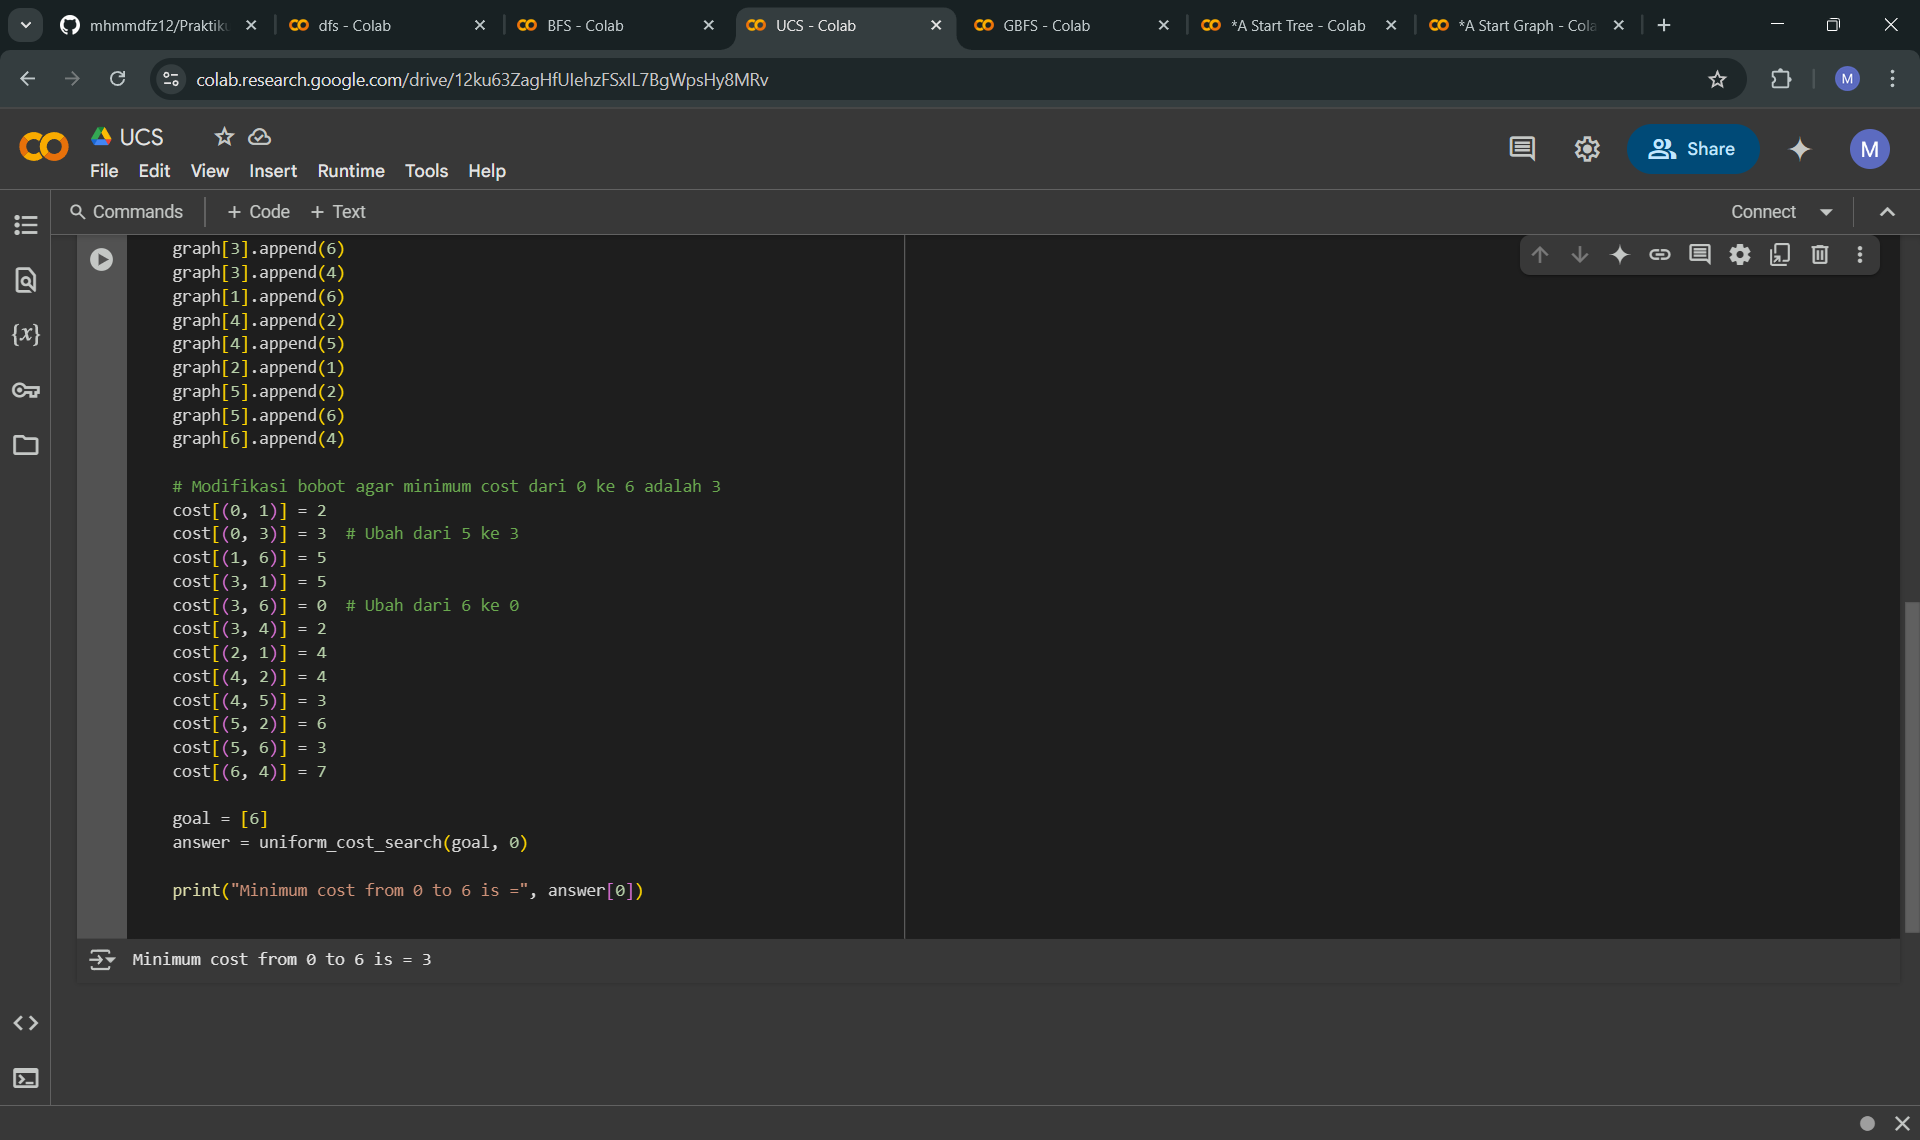 mhmmdfz12/Praktiku
dfs - Colab
BFS - Colab
UCS - Colab
GBFS - Colab
*A Start Tree - Colab
*A Start Graph - Cola
colab.research.google.com/drive/12ku63ZagHfUIehzFSxlL7BgWpsHy8MRv
M
UCS
Share
M
File Edit View Insert Runtime Tools Help
Commands + Code + Text
Connect
{x}
graph[3].append(6)
graph[3].append(4)
graph[1].append(6)
graph[4].append(2)
graph[4].append(5)
graph[2].append(1)
graph[5].append(2)
graph[5].append(6)
graph[6].append(4)
# Modifikasi bobot agar minimum cost dari 0 ke 6 adalah 3
cost[(0, 1)] = 2
cost[(0, 3)] = 3 # Ubah dari 5 ke 3
cost[(1, 6)] = 5
cost[(3, 1)] = 5
cost[(3, 6)] = 0 # Ubah dari 6 ke 0
cost[(3, 4)] = 2
cost[(2, 1)] = 4
cost[(4, 2)] = 4
cost[(4, 5)] = 3
cost[(5, 2)] = 6
cost[(5, 6)] = 3
cost[(6, 4)] = 7
goal = [6]
answer = uniform_cost_search(goal, 0)
print("Minimum cost from 0 to 6 is =", answer[0])
Minimum cost from 0 to 6 is = 3